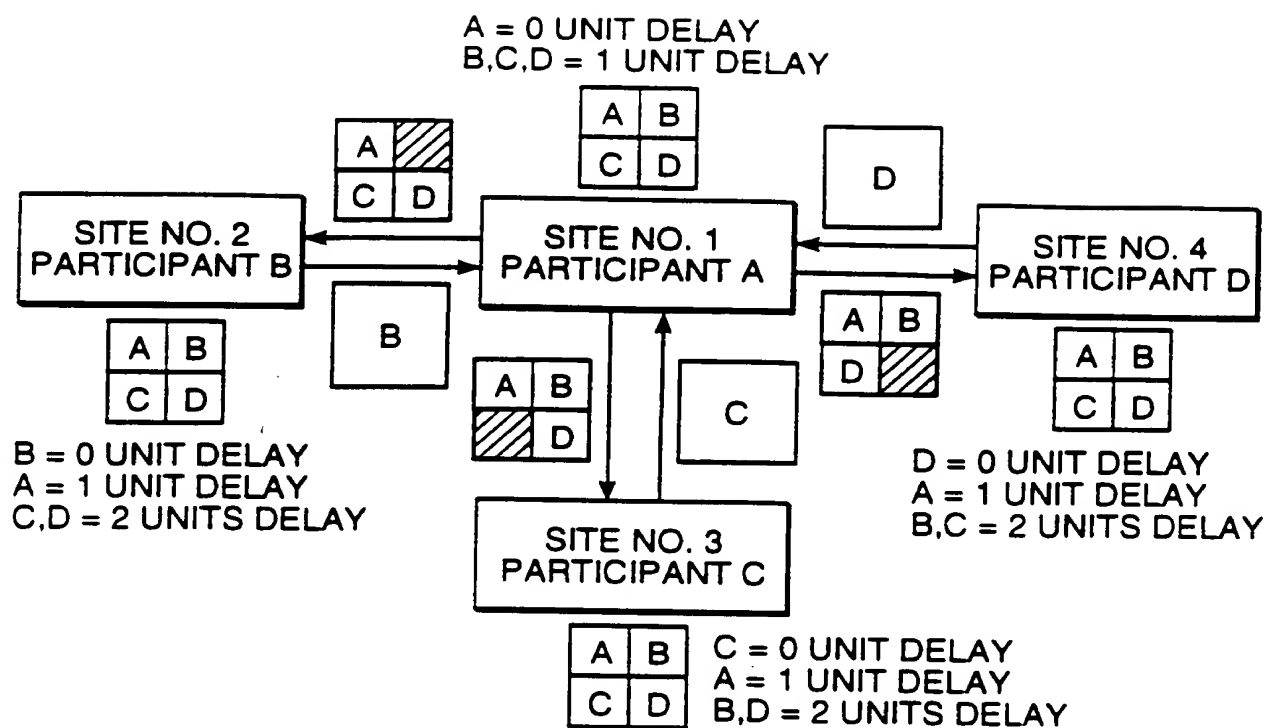 A = 0 UNIT DELAY
B,C,D = 1 UNIT DELAY
A B
C D
A
C D
D
SITE NO. 2
PARTICIPANT B
SITE NO. 1
PARTICIPANT A
SITE NO. 4
PARTICIPANT D
A B
C D
B
A B
D
C
A B
D
A B
C D
B = 0 UNIT DELAY
A = 1 UNIT DELAY
C,D = 2 UNITS DELAY
D = 0 UNIT DELAY
A = 1 UNIT DELAY
B,C = 2 UNITS DELAY
SITE NO. 3
PARTICIPANT C
A B
C D
C = 0 UNIT DELAY
A = 1 UNIT DELAY
B,D = 2 UNITS DELAY